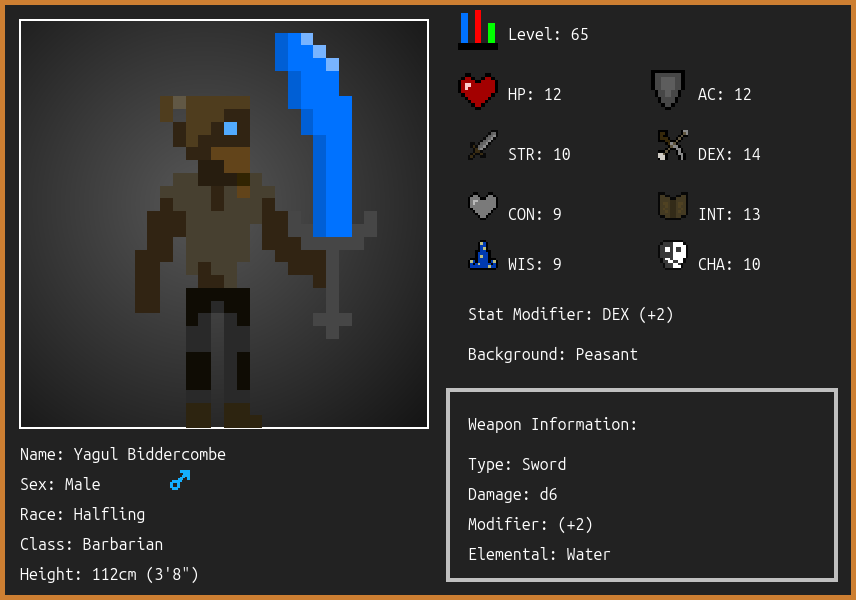 Level: 65
HP: 12
AC: 12
STR: 10
DEX: 14
CON: 9
INT: 13
WIS: 9
CHA: 10
Stat Modifier: DEX (+2)
Background: Peasant
Weapon Information:
Type: Sword
Damage: d6
Modifier: (+2)
Elemental: Water
Name: Yagul Biddercombe
Sex: Male
Race: Halfling
Class: Barbarian
Height: 112cm (3'8")